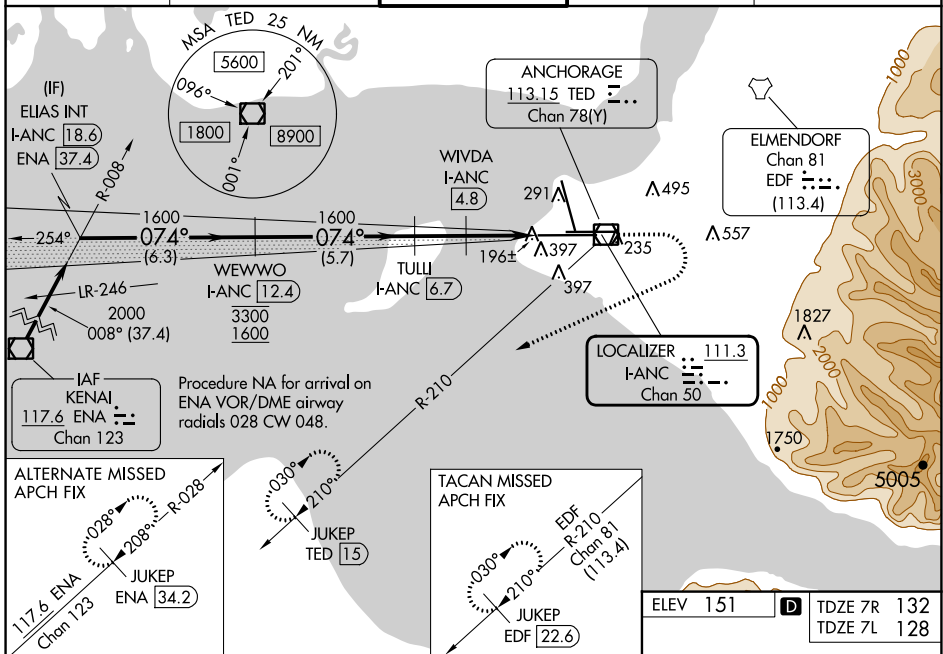 MSA TED 25 NM
5600
201°
096°
1800
8900
001°
(IF)
ELIAS INT
I-ANC 18.6
ENA 37.4
R-008
ANCHORAGE
113.15 TED
Chan 78(Y)
ELMENDORF
Chan 81
EDF
(113.4)
1000
3000
WIVDA
I-ANC
4.8
291
495
557
235
196±
397
397
254°
1600
074°
(6.3)
1600
074°
(5.7)
WEWWO
I-ANC 12.4
3300
1600
TULLI
I-ANC 6.7
LR-246
2000
008° (37.4)
IAF
KENAI
117.6 ENA
Chan 123
Procedure NA for arrival on
ENA VOR/DME airway
radials 028 CW 048.
R-210
LOCALIZER 111.3
I-ANC
Chan 50
1827
2000
1000
1750
5005
ALTERNATE MISSED
APCH FIX
028°
208°
R-028
JUKEP
ENA 34.2
117.6 ENA
Chan 123
030°
210°
JUKEP
TED 15
TACAN MISSED
APCH FIX
EDF
R-210
Chan 81
(113.4)
030°
210°
JUKEP
EDF 22.6
ELEV 151
D
TDZE 7R 132
TDZE 7L 128